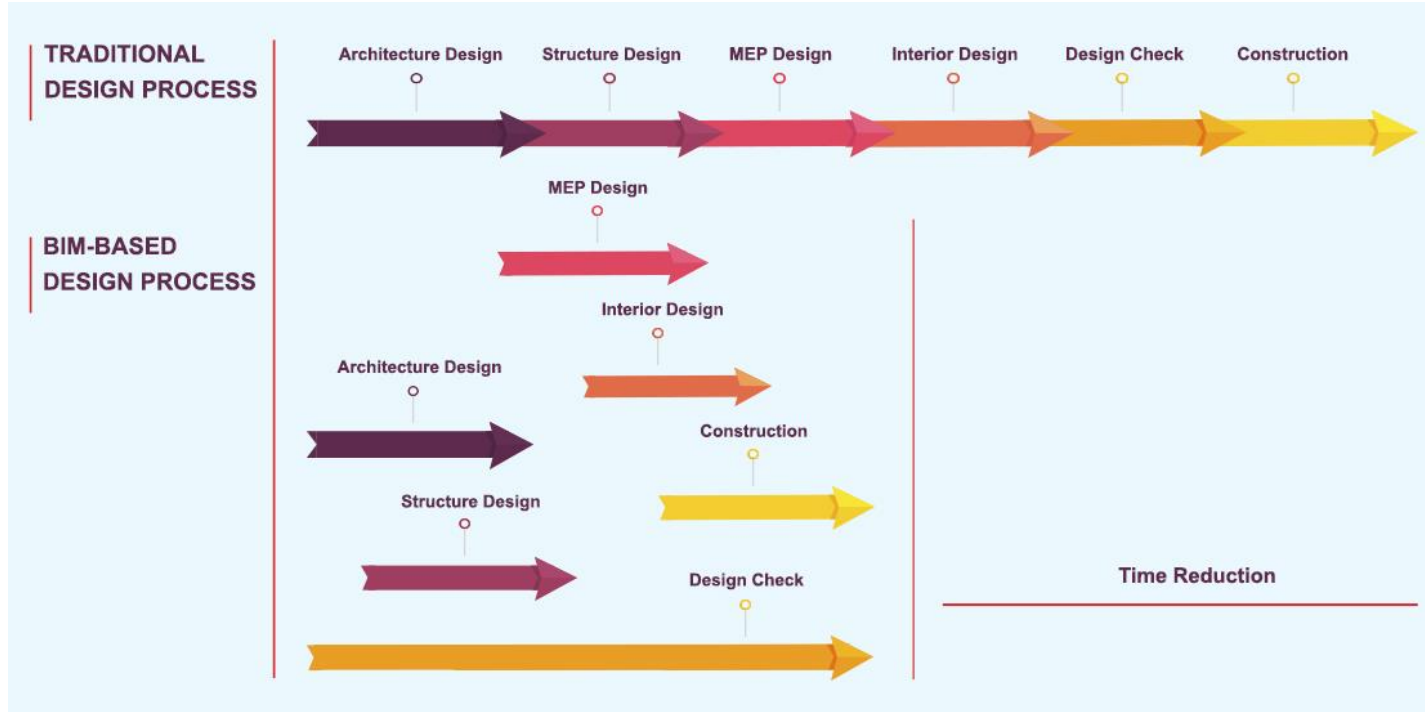 TRADITIONAL
DESIGN PROCESS
Architecture Design
Structure Design
MEP Design
Interior Design
Design Check
Construction
BIM-BASED
DESIGN PROCESS
MEP Design
Interior Design
Architecture Design
Construction
Structure Design
Design Check
Time Reduction